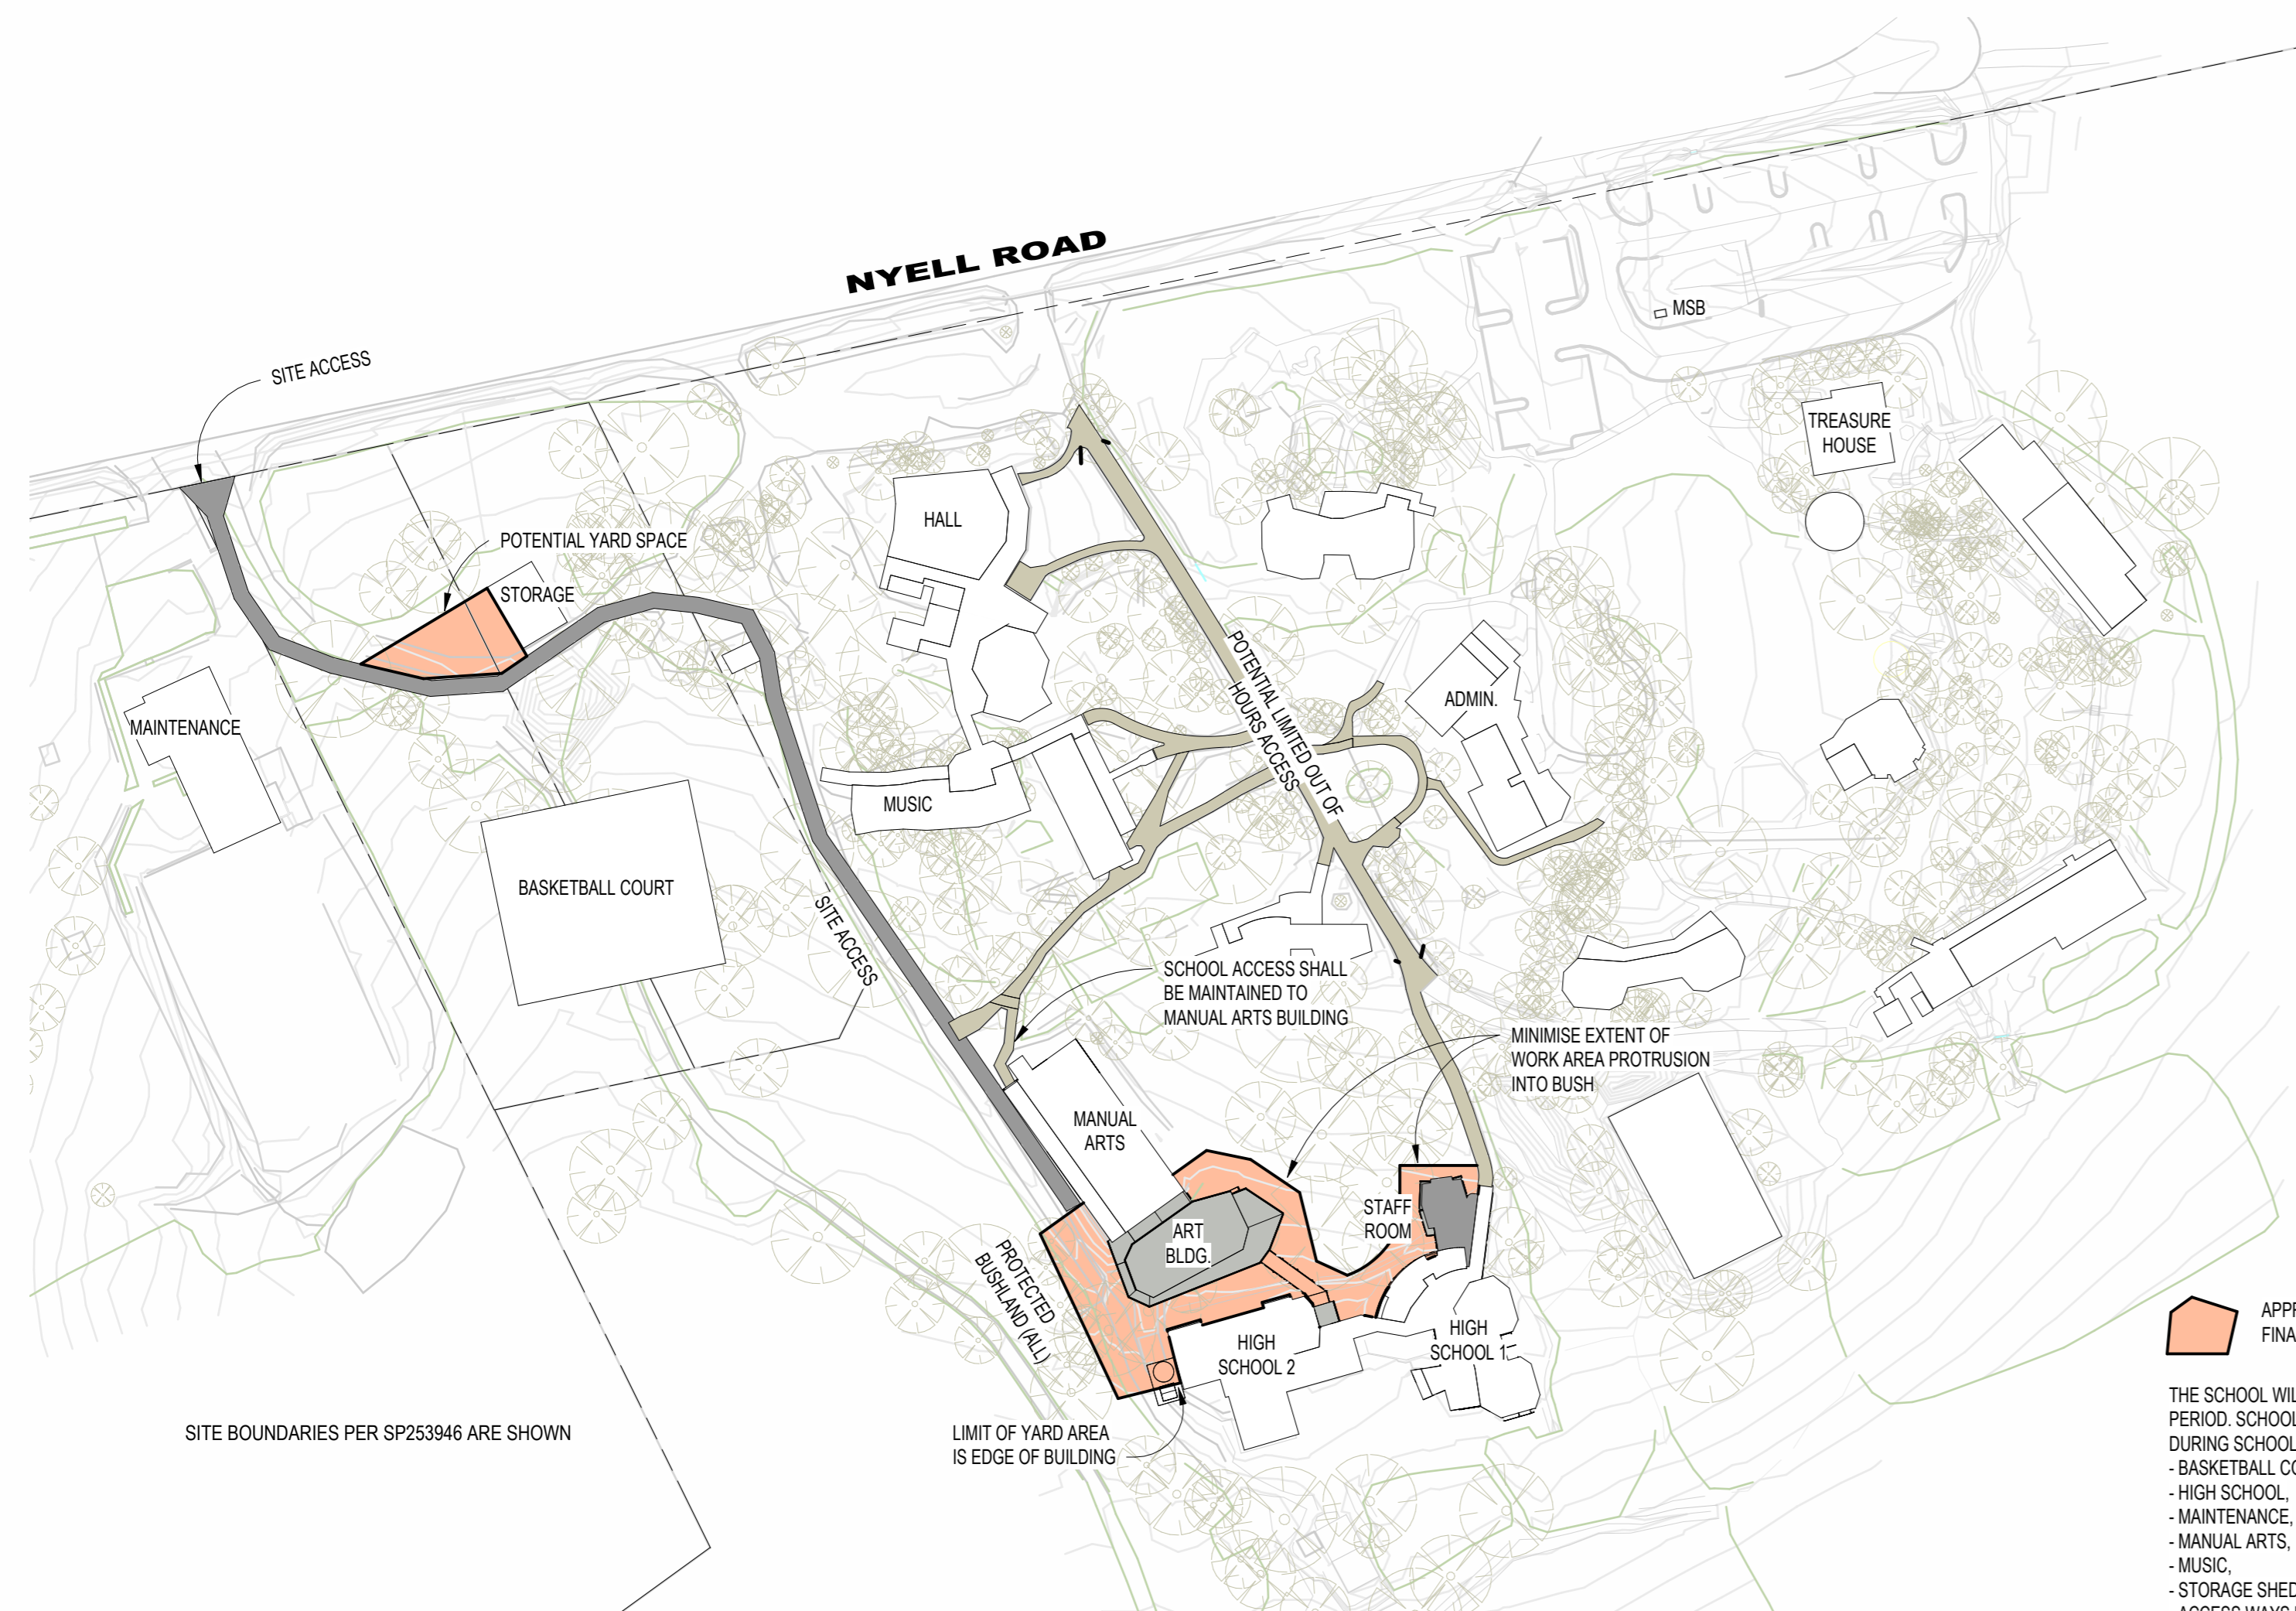 NYELL ROAD
SITE ACCESS
MSB
TREASURE
HOUSE
HALL
POTENTIAL YARD SPACE
STORAGE
POTENTIAL LIMITED OUT OF
HOURS ACCESS
ADMIN.
MAINTENANCE
MUSIC
BASKETBALL COURT
SITE ACCESS
SCHOOL ACCESS SHALL
BE MAINTAINED TO
MANUAL ARTS BUILDING
MINIMISE EXTENT OF
WORK AREA PROTRUSION
INTO BUSH
MANUAL
ARTS
STAFF
ROOM
ART
BLDG.
PROTECTED
BUSHLAND (ALL)
HIGH
SCHOOL 1
HIGH
SCHOOL 2
LIMIT OF YARD AREA
IS EDGE OF BUILDING
SITE BOUNDARIES PER SP253946 ARE SHOWN
THE SCHOOL
PERIOD. SCHOOL
DURING SCHOOL
- BASKETBALL
- HIGH SCHOOL,
- MAINTENANCE,
- MANUAL ARTS,
- MUSIC,
- STORAGE SHED